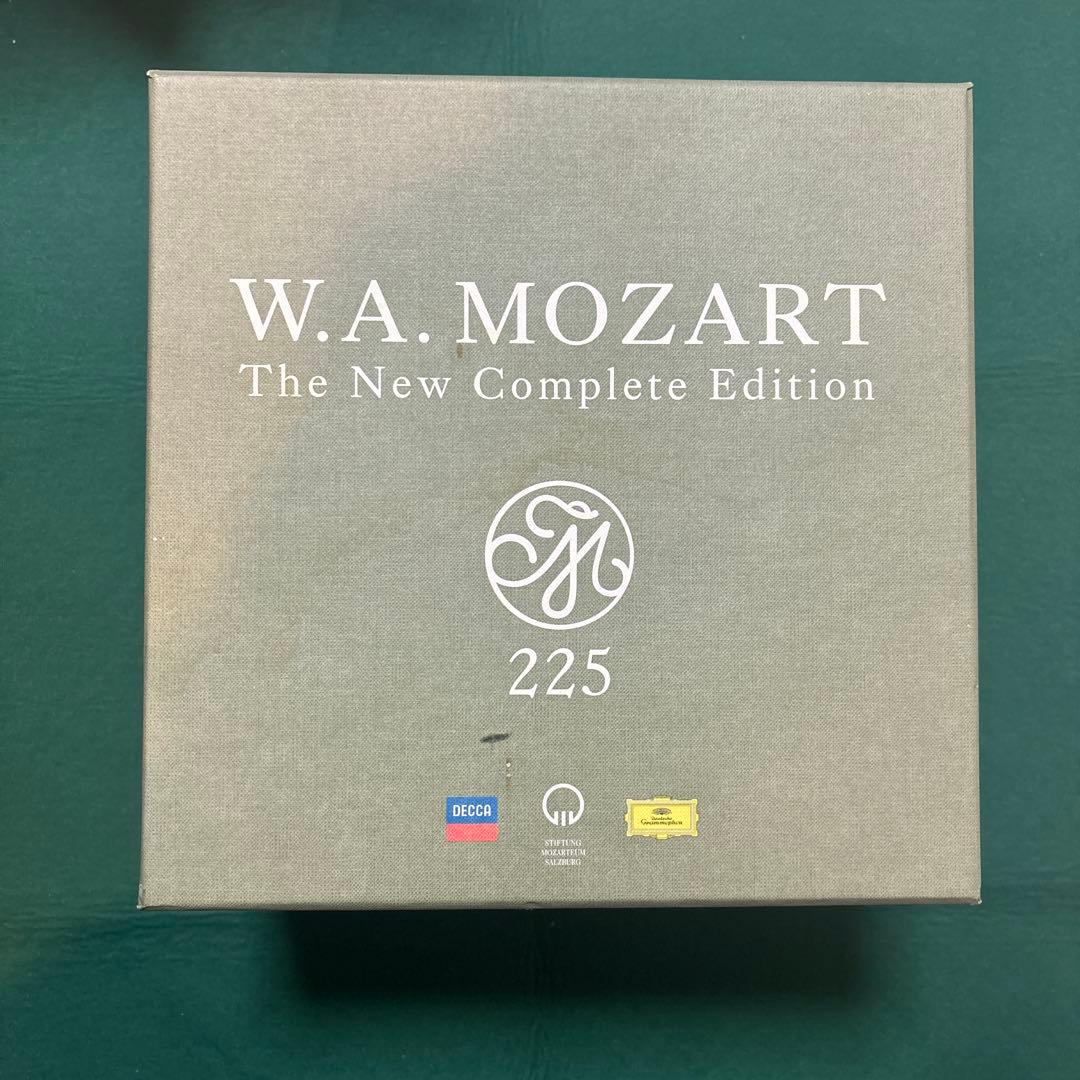 W.A. MOZART
The New Complete Edition
M
225
DECCA
STIFTUNG
MOZARTEUM
SALZBURG
Deutsche
Grammophon